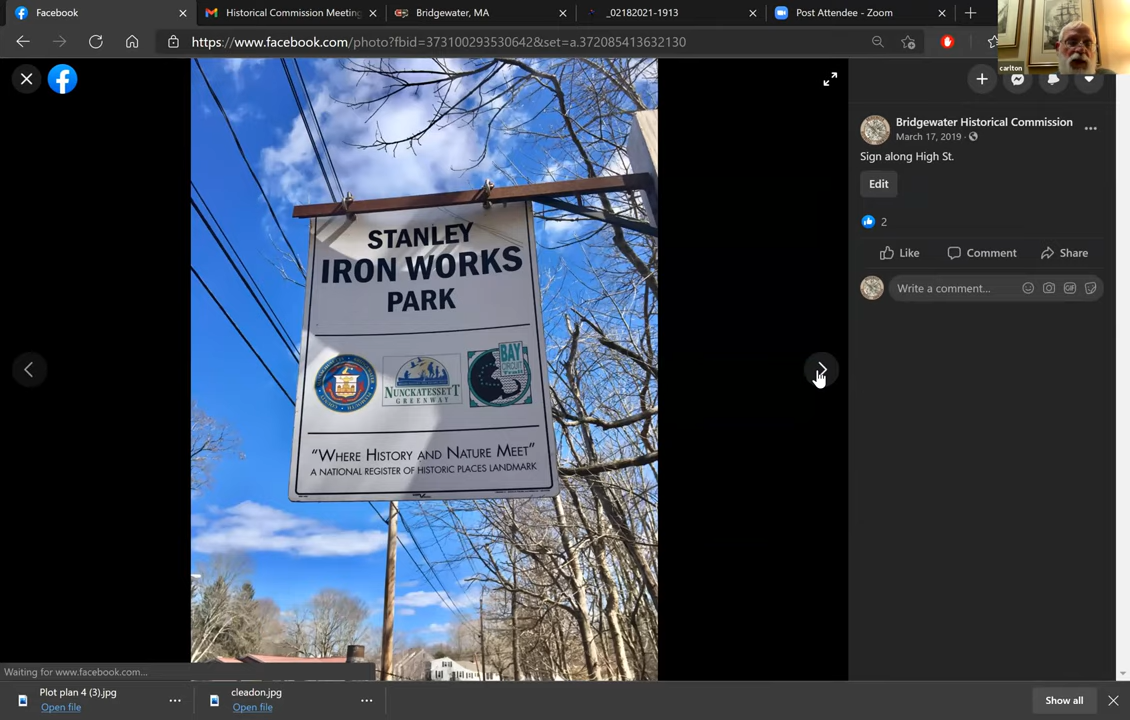 Facebook
Historical Commission Meeting
Bridgewater, MA
_02182021-1913
Post Attendee - Zoom
https://www.facebook.com/photo?fbid=373100293530642&set=a.372085413632130
carlton
Bridgewater Historical Commission
March 17, 2019
Sign along High St.
Edit
2
Like
Comment
Share
Write a comment...
STANLEY
IRON WORKS
PARK
NUNCKATESSETT
GREENWAY
BAY
CIRCUIT
Trail
"WHERE HISTORY AND NATURE MEET"
A NATIONAL REGISTER OF HISTORIC PLACES LANDMARK
Waiting for www.facebook.com...
Plot plan 4 (3).jpg
Open file
cleadon.jpg
Open file
Show all